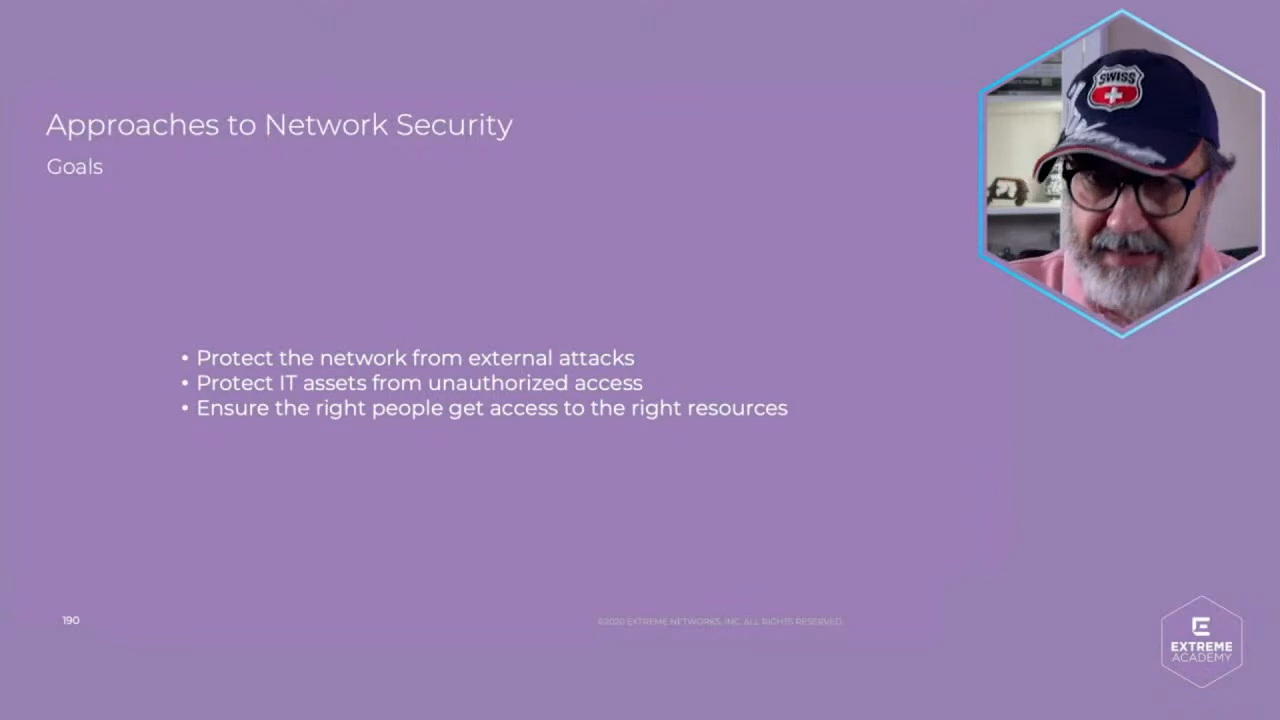 Approaches to Network Security
Goals
SWISS
• Protect the network from external attacks
• Protect IT assets from unauthorized access
• Ensure the right people get access to the right resources
190
©2020 EXTREME NETWORKS, INC. ALL RIGHTS RESERVED.
E
EXTREME
ACADEMY